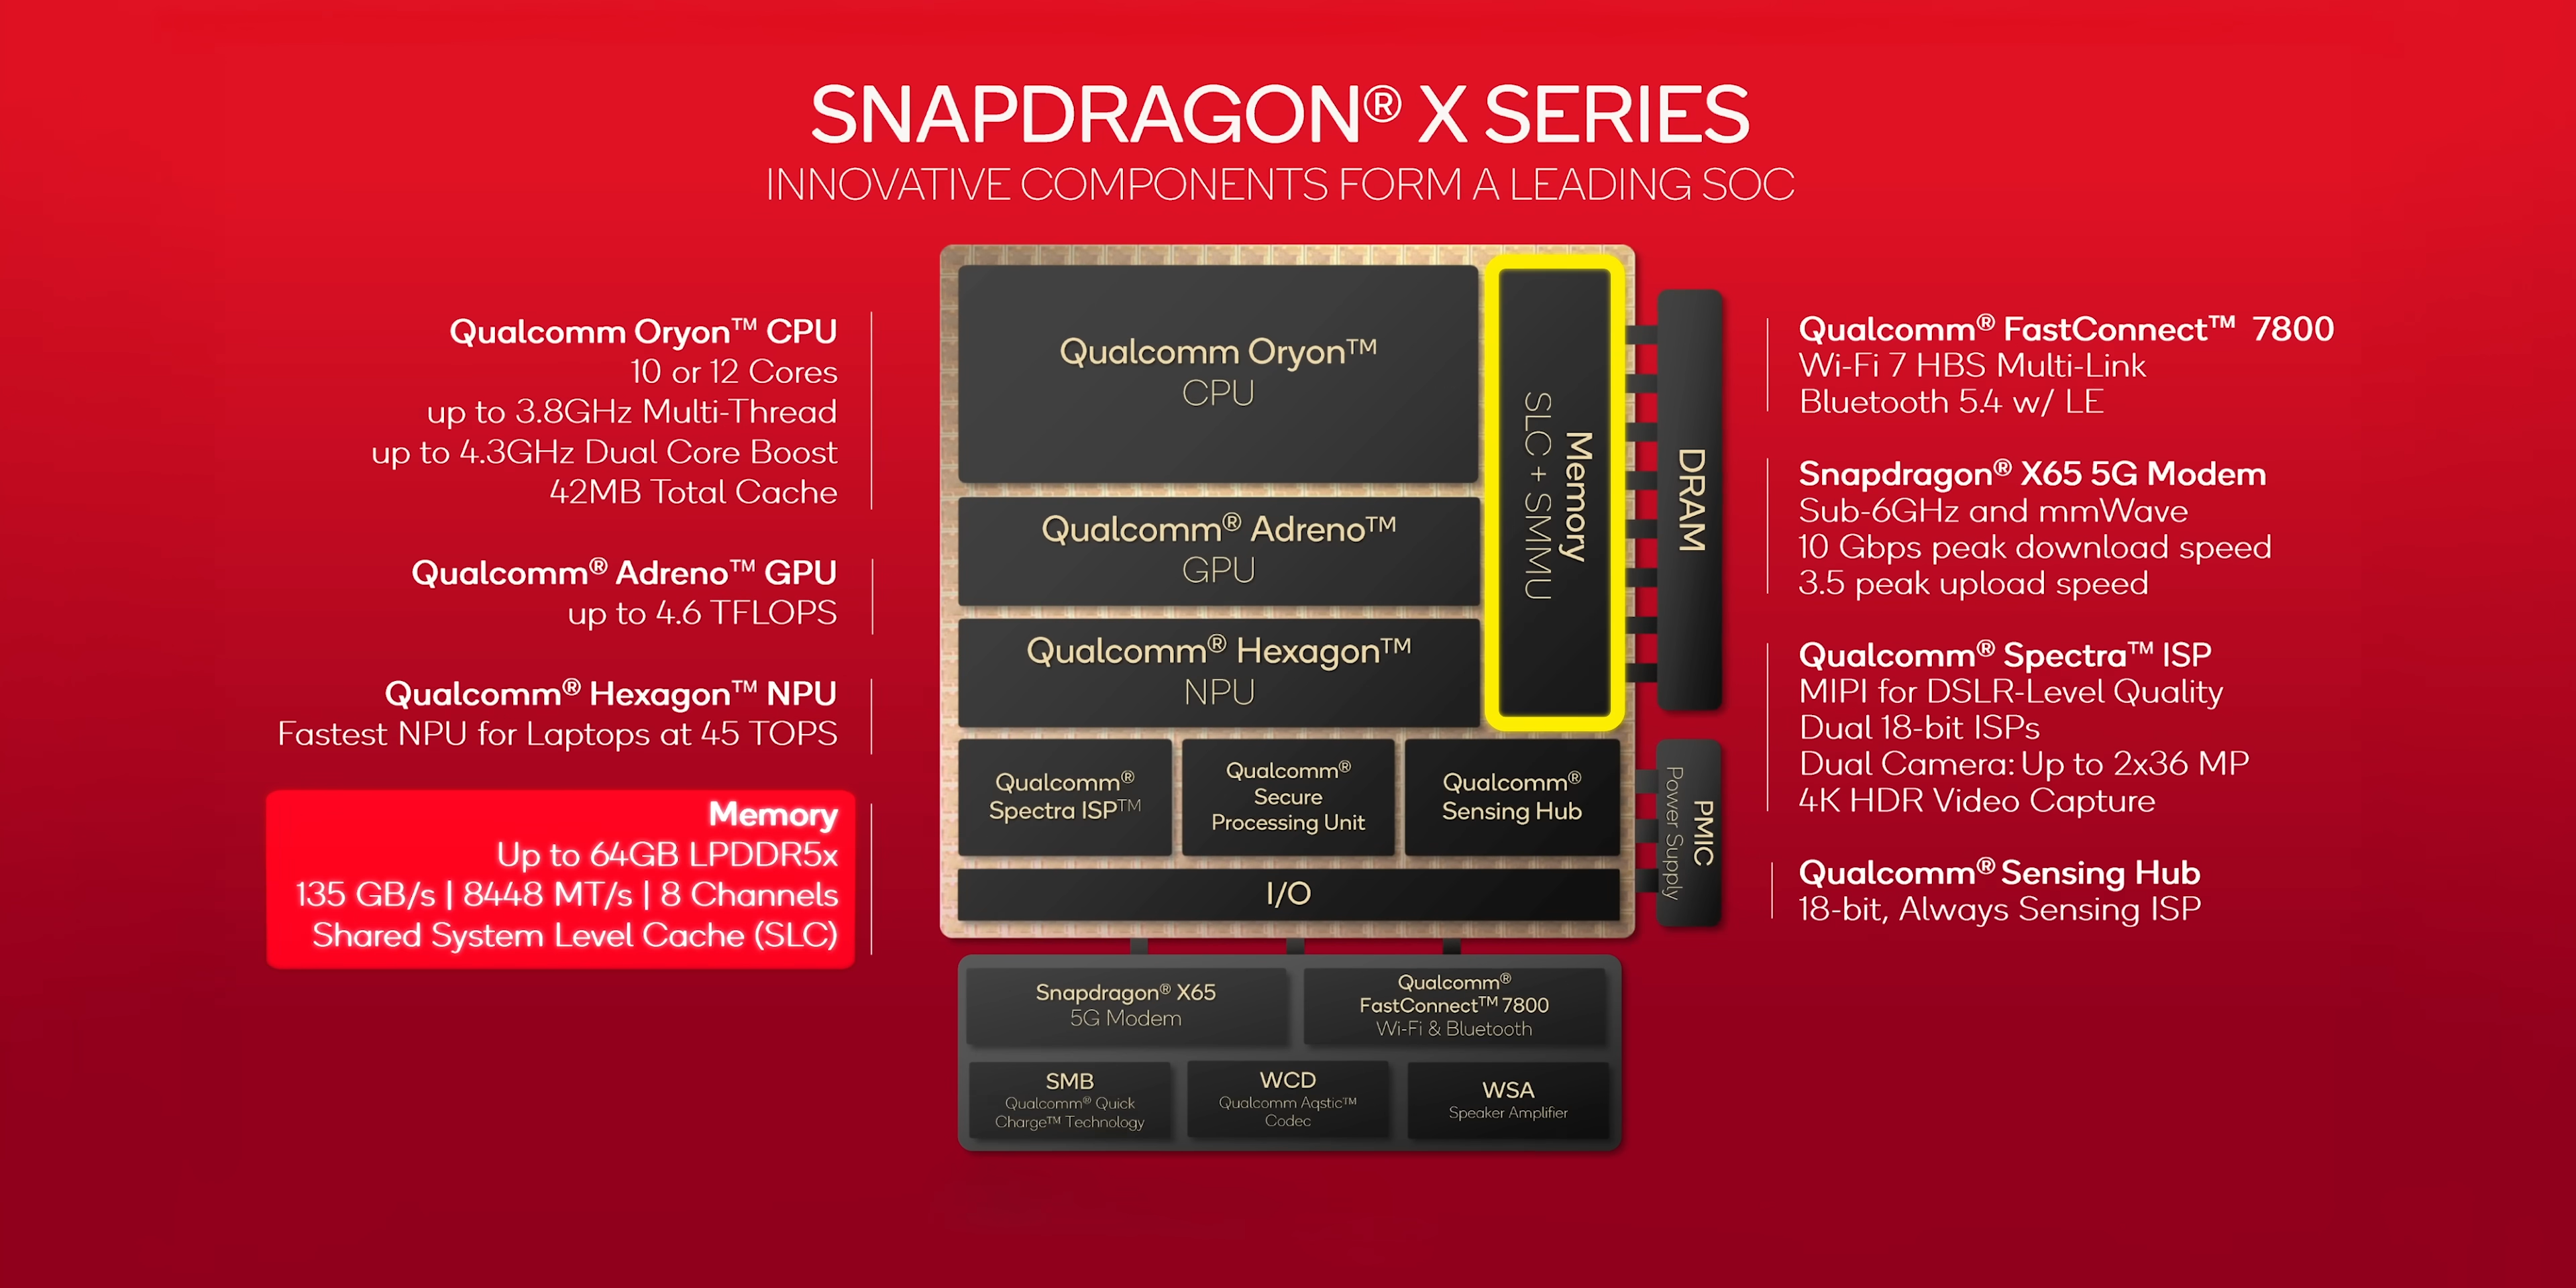 SNAPDRAGON® X SERIES
INNOVATIVE COMPONENTS FORM A LEADING SOC
Qualcomm Oryon™ CPU
10 or 12 Cores
up to 3.8GHz Multi-Thread
up to 4.3GHz Dual Core Boost
42MB Total Cache
Qualcomm® Adreno™ GPU
up to 4.6 TFLOPS
Qualcomm® Hexagon™ NPU
Fastest NPU for Laptops at 45 TOPS
Memory
Up to 64GB LPDDR5x
135 GB/s | 8448 MT/s | 8 Channels
Shared System Level Cache (SLC)
Qualcomm Oryon™
CPU
Qualcomm® Adreno™
GPU
Qualcomm® Hexagon™
NPU
Memory
SLC + SMMU
DRAM
Qualcomm®
Spectra ISP™
Qualcomm®
Secure
Processing Unit
Qualcomm®
Sensing Hub
PMIC
Power Supply
I/O
Snapdragon® X65
5G Modem
Qualcomm®
FastConnect™ 7800
Wi-Fi & Bluetooth
SMB
Qualcomm® Quick
Charge™ Technology
WCD
Qualcomm Aqstic™
Codec
WSA
Speaker Amplifier
Qualcomm® FastConnect™ 7800
Wi-Fi 7 HBS Multi-Link
Bluetooth 5.4 w/ LE
Snapdragon® X65 5G Modem
Sub-6GHz and mmWave
10 Gbps peak download speed
3.5 peak upload speed
Qualcomm® Spectra™ ISP
MIPI for DSLR-Level Quality
Dual 18-bit ISPs
Dual Camera: Up to 2x36 MP
4K HDR Video Capture
Qualcomm® Sensing Hub
18-bit, Always Sensing ISP